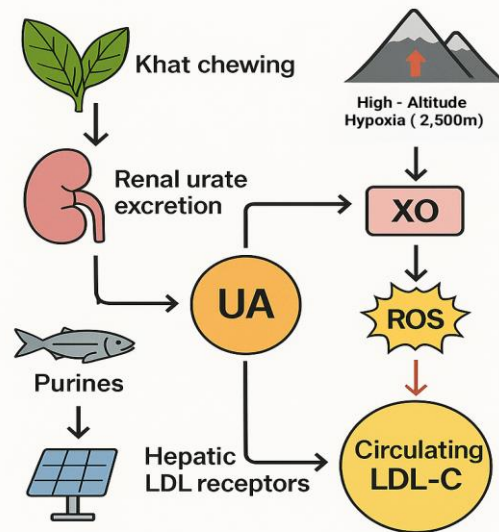 Khat chewing
High - Altitude
Hypoxia ( 2,500m)
Renal urate
excretion
XO
UA
ROS
Purines
Hepatic
LDL receptors
Circulating
LDL-C